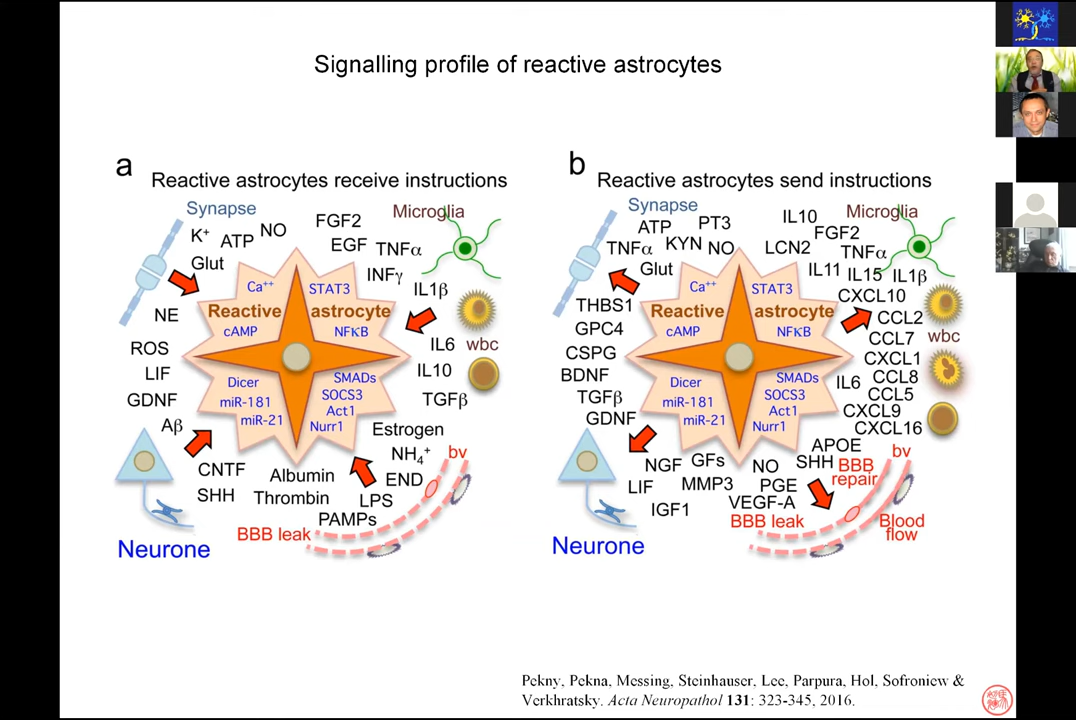 Signalling profile of reactive astrocytes
a
Reactive astrocytes receive instructions
Synapse
Microglia
K+
ATP
NO
Glut
FGF2
EGF
TNFα
INFγ
IL1β
NE
Ca++
STAT3
Reactive astrocyte
cAMP
NFκB
ROS
LIF
GDNF
Aβ
IL6
wbc
IL10
TGFβ
Dicer
miR-181
miR-21
SMADs
SOCS3
Act1
Nurr1
Estrogen
NH4+
bv
END
CNTF
SHH
Albumin
Thrombin
LPS
PAMPs
BBB leak
Neurone
b
Reactive astrocytes send instructions
Synapse
Microglia
ATP
PT3
TNFα
KYN
NO
Glut
IL10
FGF2
LCN2
TNFα
IL11
IL15
IL1β
CXCL10
THBS1
GPC4
CSPG
BDNF
TGFβ
GDNF
Ca++
STAT3
Reactive astrocyte
cAMP
NFκB
CCL2
CCL7
wbc
CXCL1
IL6
CCL8
CCL5
CXCL9
CXCL16
Dicer
miR-181
miR-21
SMADs
SOCS3
Act1
Nurr1
APOE
SHH
BBB
repair
bv
NGF
GFs
NO
LIF
MMP3
PGE
IGF1
VEGF-A
BBB leak
Blood
flow
Neurone
Pekny, Pekna, Messing, Steinhauser, Lee, Parpura, Hol, Sofroniew &
Verkhratsky. Acta Neuropathol 131: 323-345, 2016.